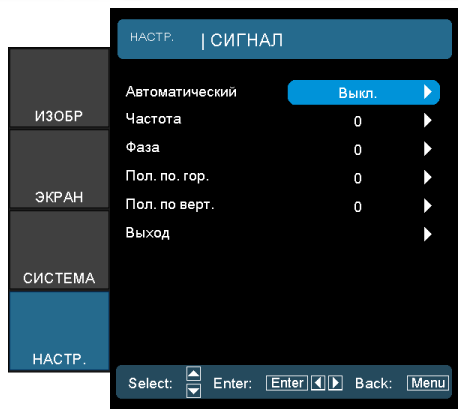 НАСТР. | СИГНАЛ
ИЗОБР
ЭКРАН
СИСТЕМА
НАСТР.
Автоматический Выкл.
Частота 0
Фаза 0
Пол. по. гор. 0
Пол. по верт. 0
Выход
Select: Enter: Enter Back: Menu